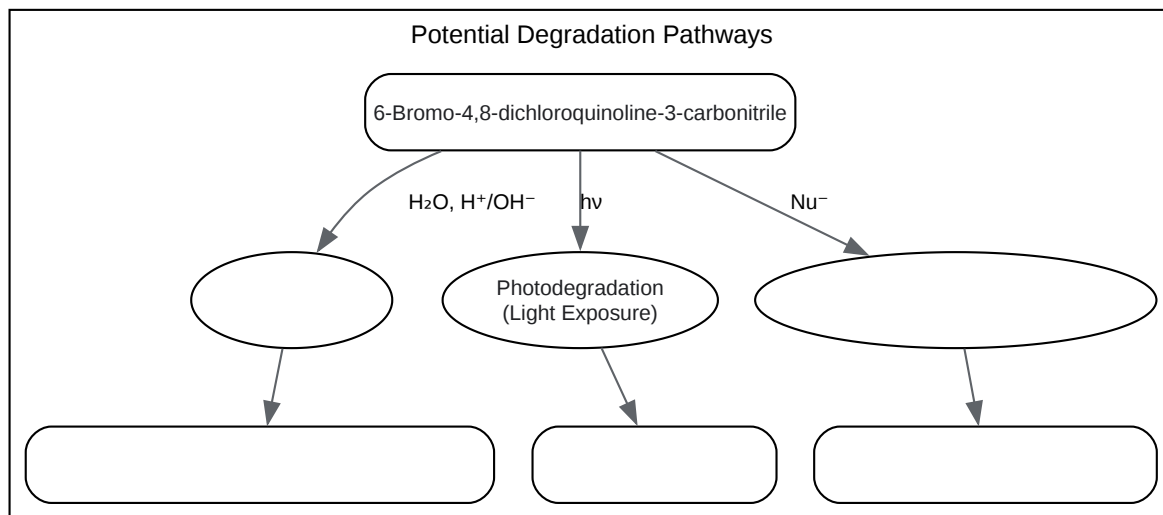 Potential Degradation Pathways
6-Bromo-4,8-dichloroquinoline-3-carbonitrile
H₂O, H⁺/OH⁻
hν
Nu⁻
Photodegradation
(Light Exposure)